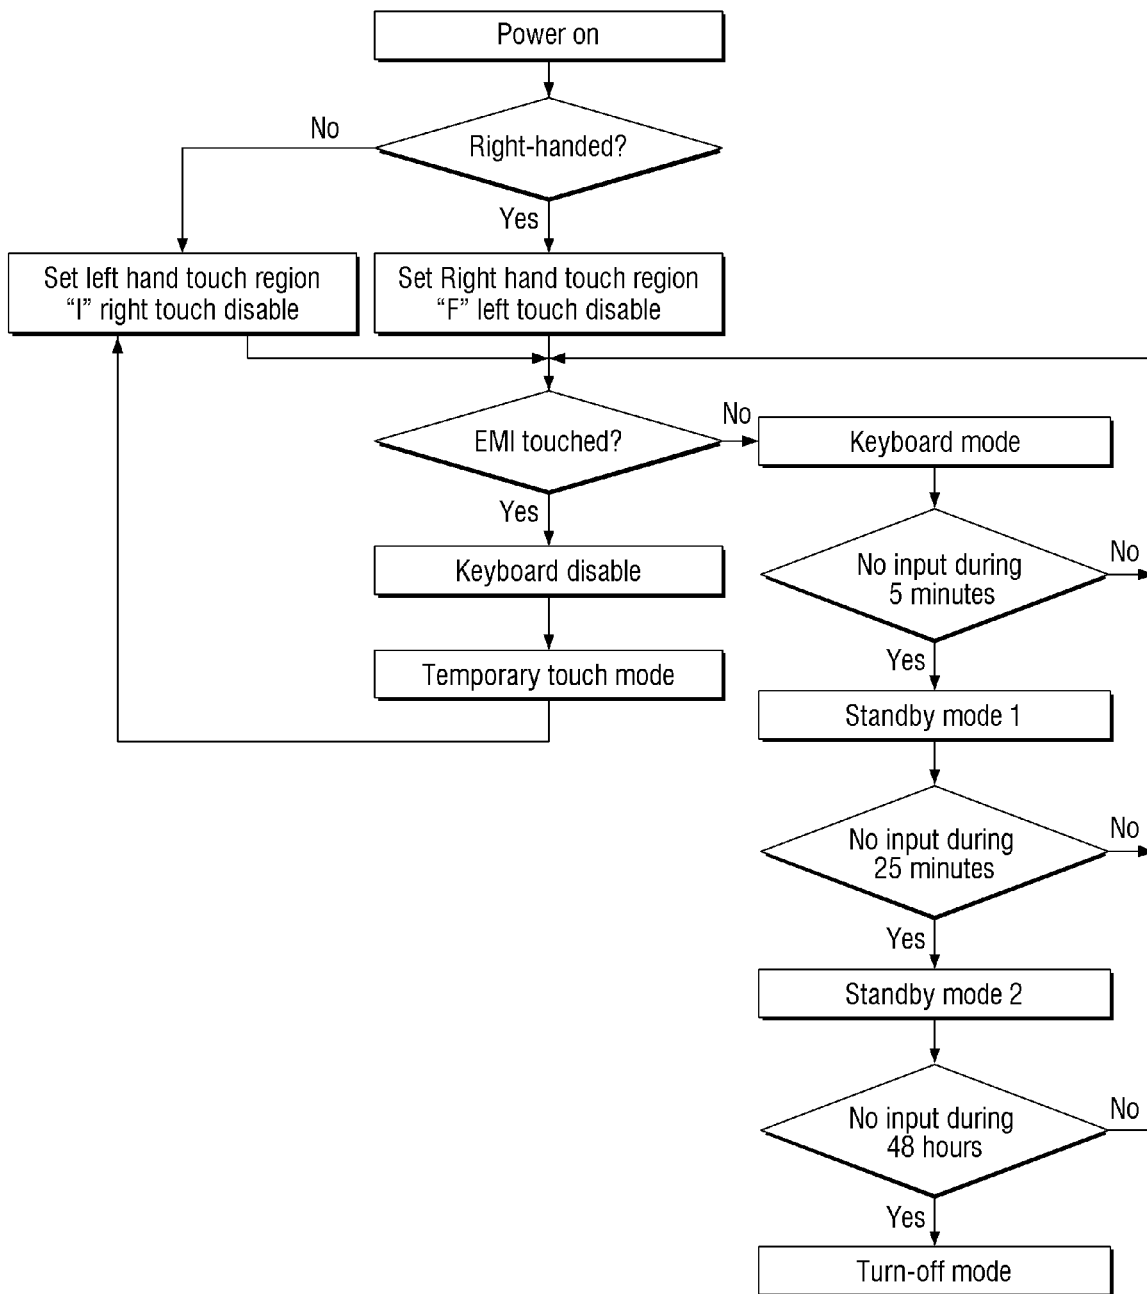 Power on
Right-handed?
No
Yes
Set left hand touch region
“I” right touch disable
Set Right hand touch region
“F” left touch disable
EMI touched?
No
Keyboard mode
Yes
Keyboard disable
No input during
5 minutes
No
Yes
Temporary touch mode
Standby mode 1
No input during
25 minutes
No
Yes
Standby mode 2
No input during
48 hours
No
Yes
Turn-off mode